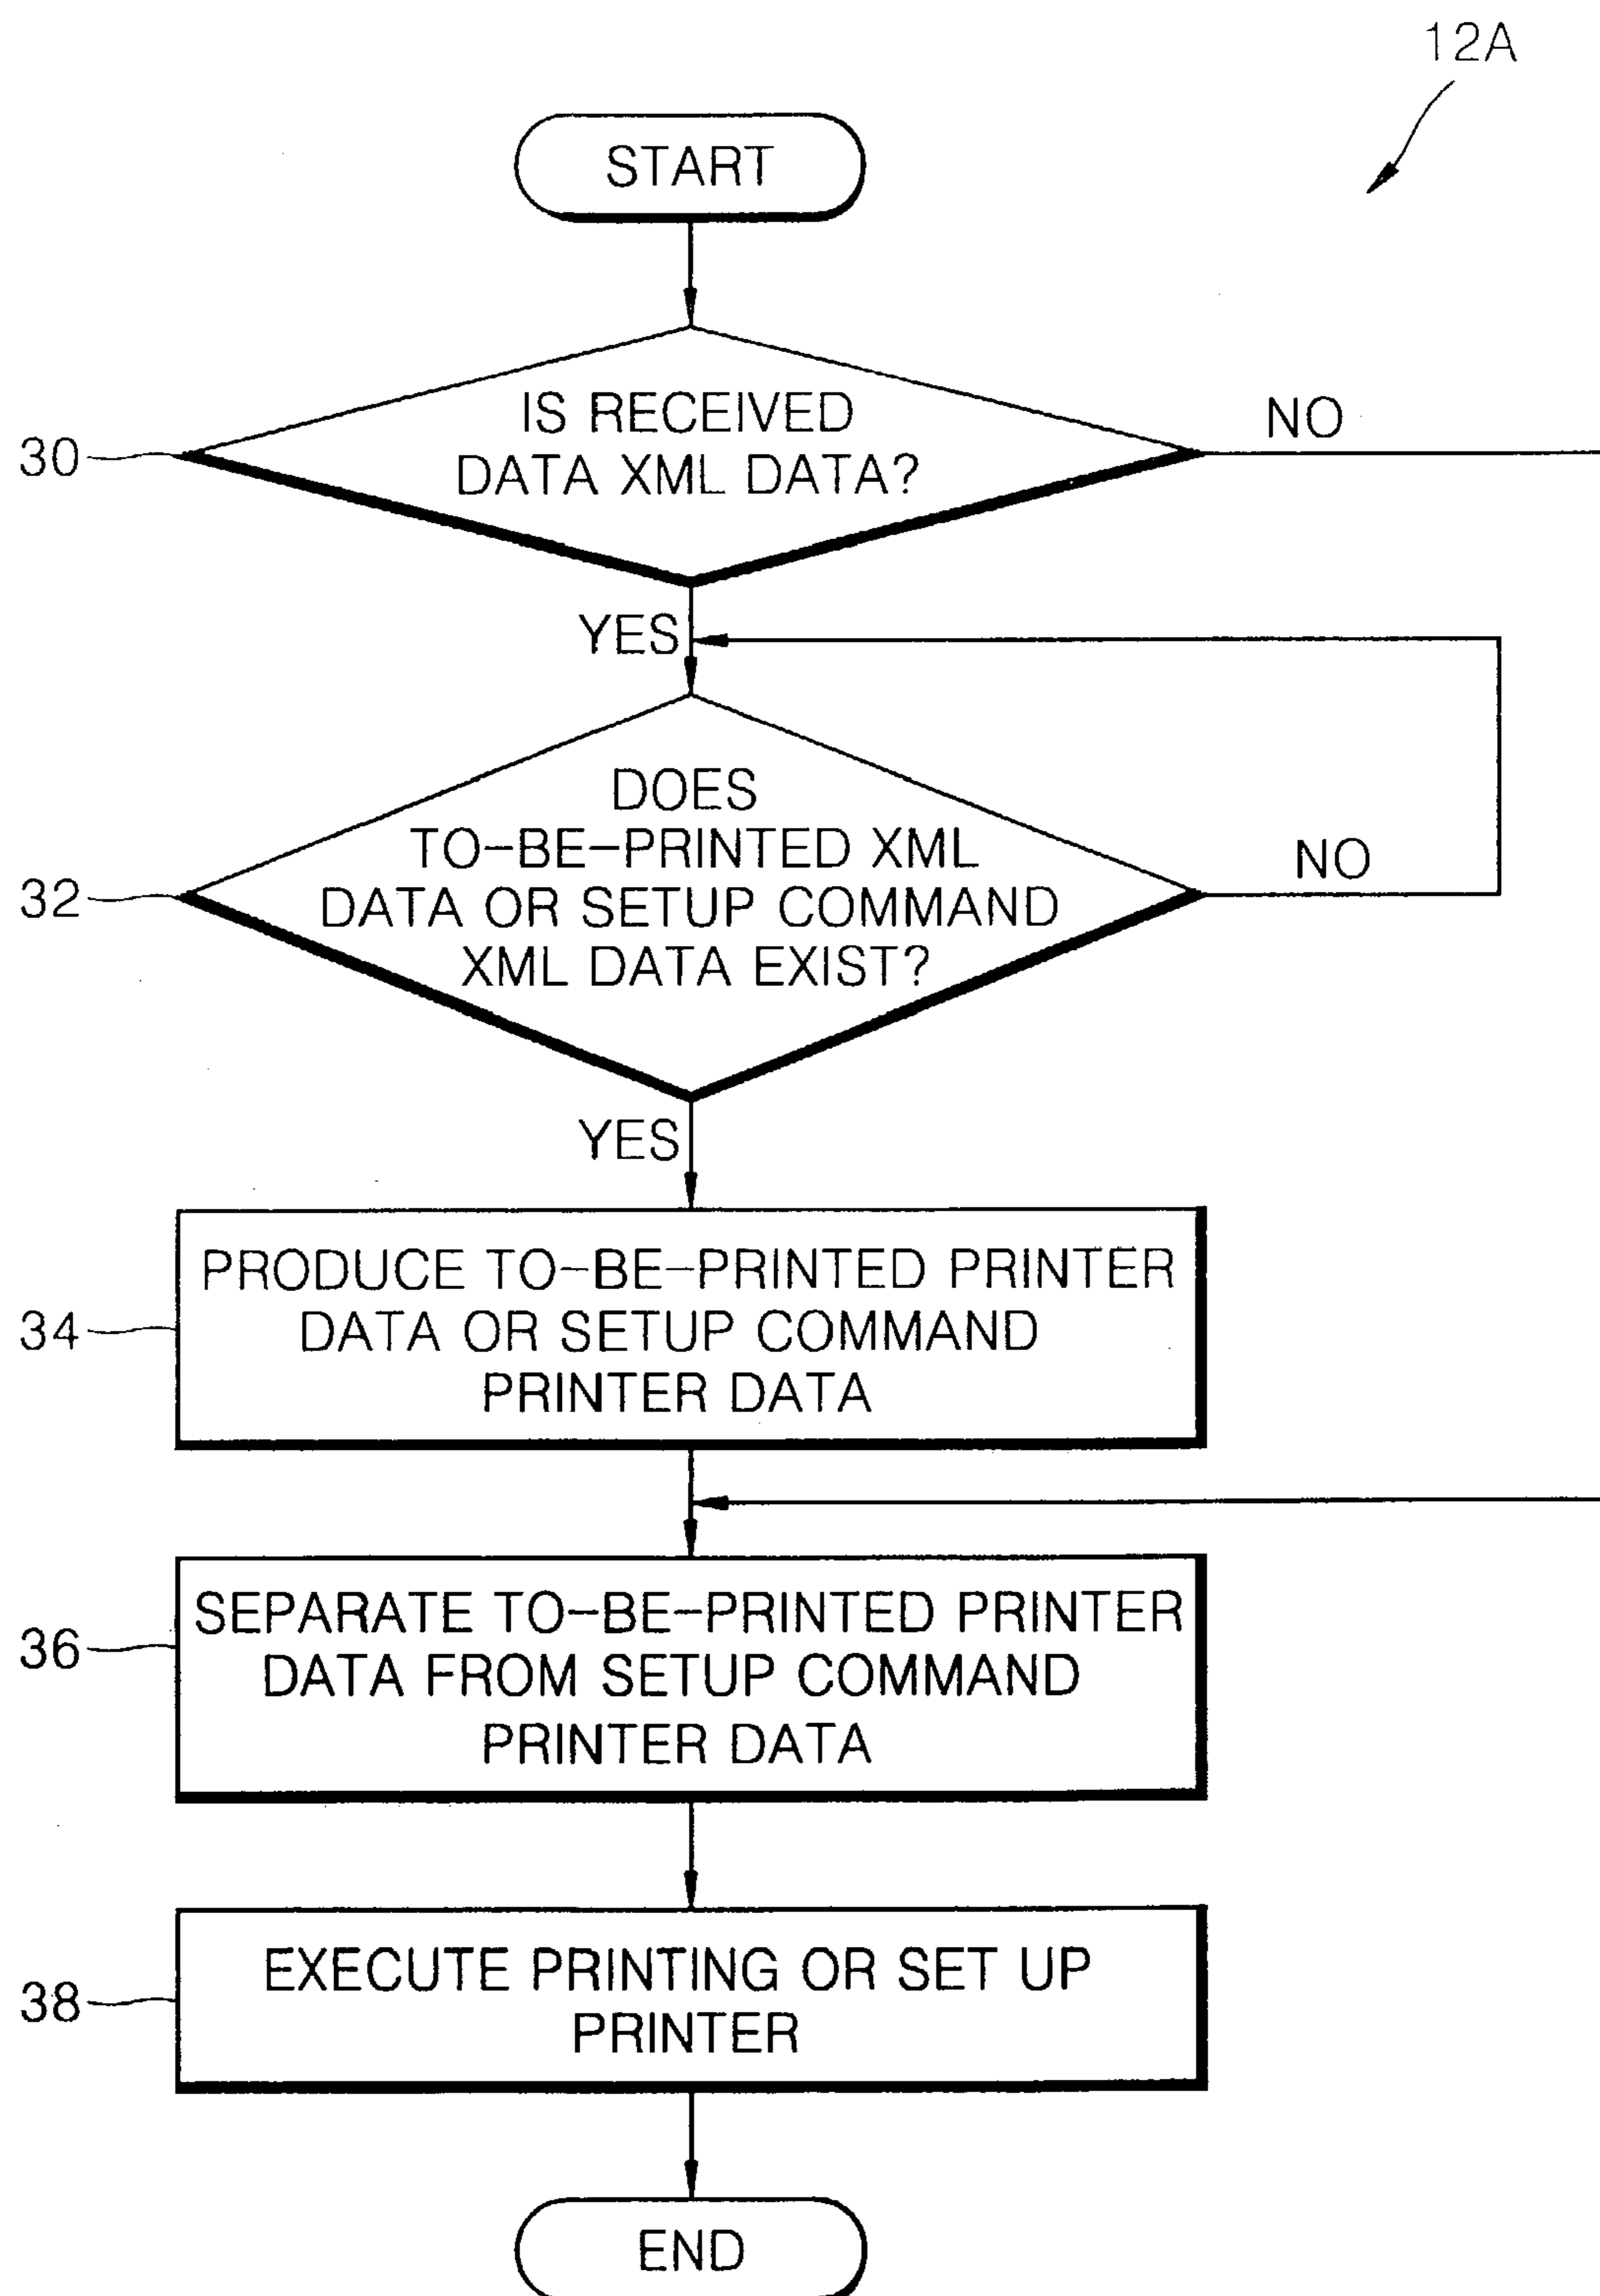 12A
START
IS RECEIVED
DATA XML DATA?
30
NO
YES
DOES
TO-BE-PRINTED XML
DATA OR SETUP COMMAND
XML DATA EXIST?
32
NO
YES
PRODUCE TO-BE-PRINTED PRINTER
DATA OR SETUP COMMAND
PRINTER DATA
34
SEPARATE TO-BE-PRINTED PRINTER
DATA FROM SETUP COMMAND
PRINTER DATA
36
EXECUTE PRINTING OR SET UP
PRINTER
38
END